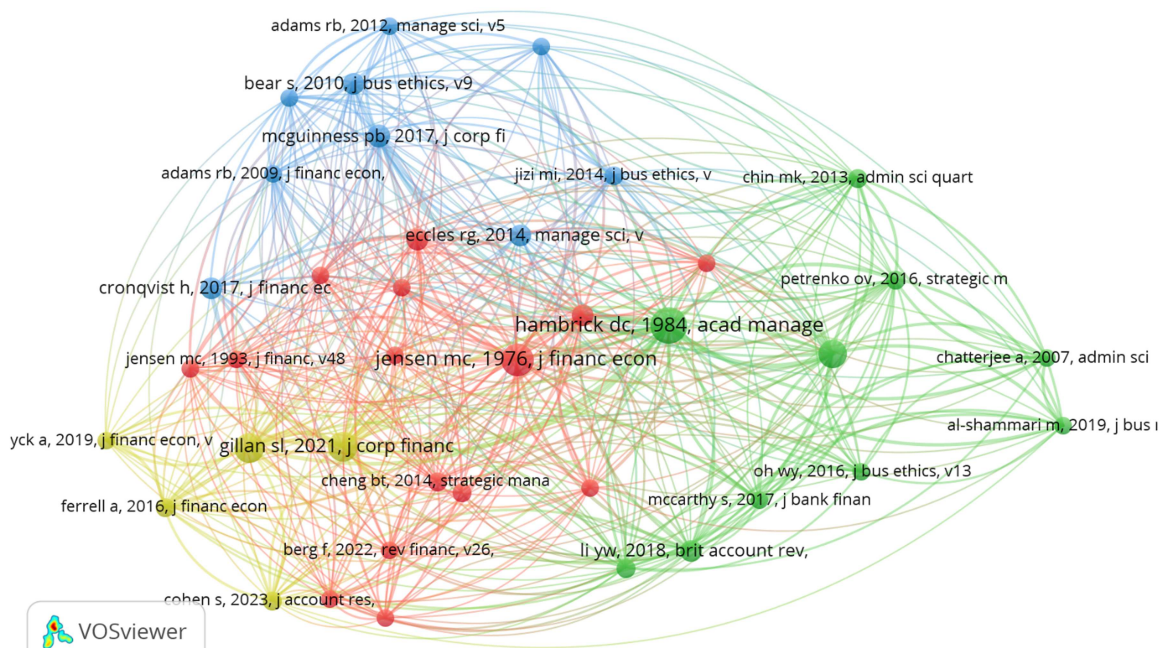 adams rb, 2012, manage sci, v5
bear s, 2010, j bus ethics, v9
mcguinness pb, 2017, j corp fi
adams rb, 2009, j financ econ,
jizi mi, 2014, j bus ethics, v
chin mk, 2013, admin sci quart
eccles rg, 2014, manage sci, v
petrenko ov, 2016, strategic m
cronqvist h, 2017, j financ ec
hambrick dc, 1984, acad manage
jensen mc, 1993, j financ, v48
jensen mc, 1976, j financ econ
chatterjee a, 2007, admin sci
al-shammari m, 2019, j bus
yck a, 2019, j financ econ, v
gillan sl, 2021, j corp financ
cheng bt, 2014, strategic mana
oh wy, 2016, j bus ethics, v13
mccarthy s, 2017, j bank finan
ferrell a, 2016, j financ econ
berg f, 2022, rev financ, v26,
li yw, 2018, brit account rev,
cohen s, 2023, j account res,
VOSviewer